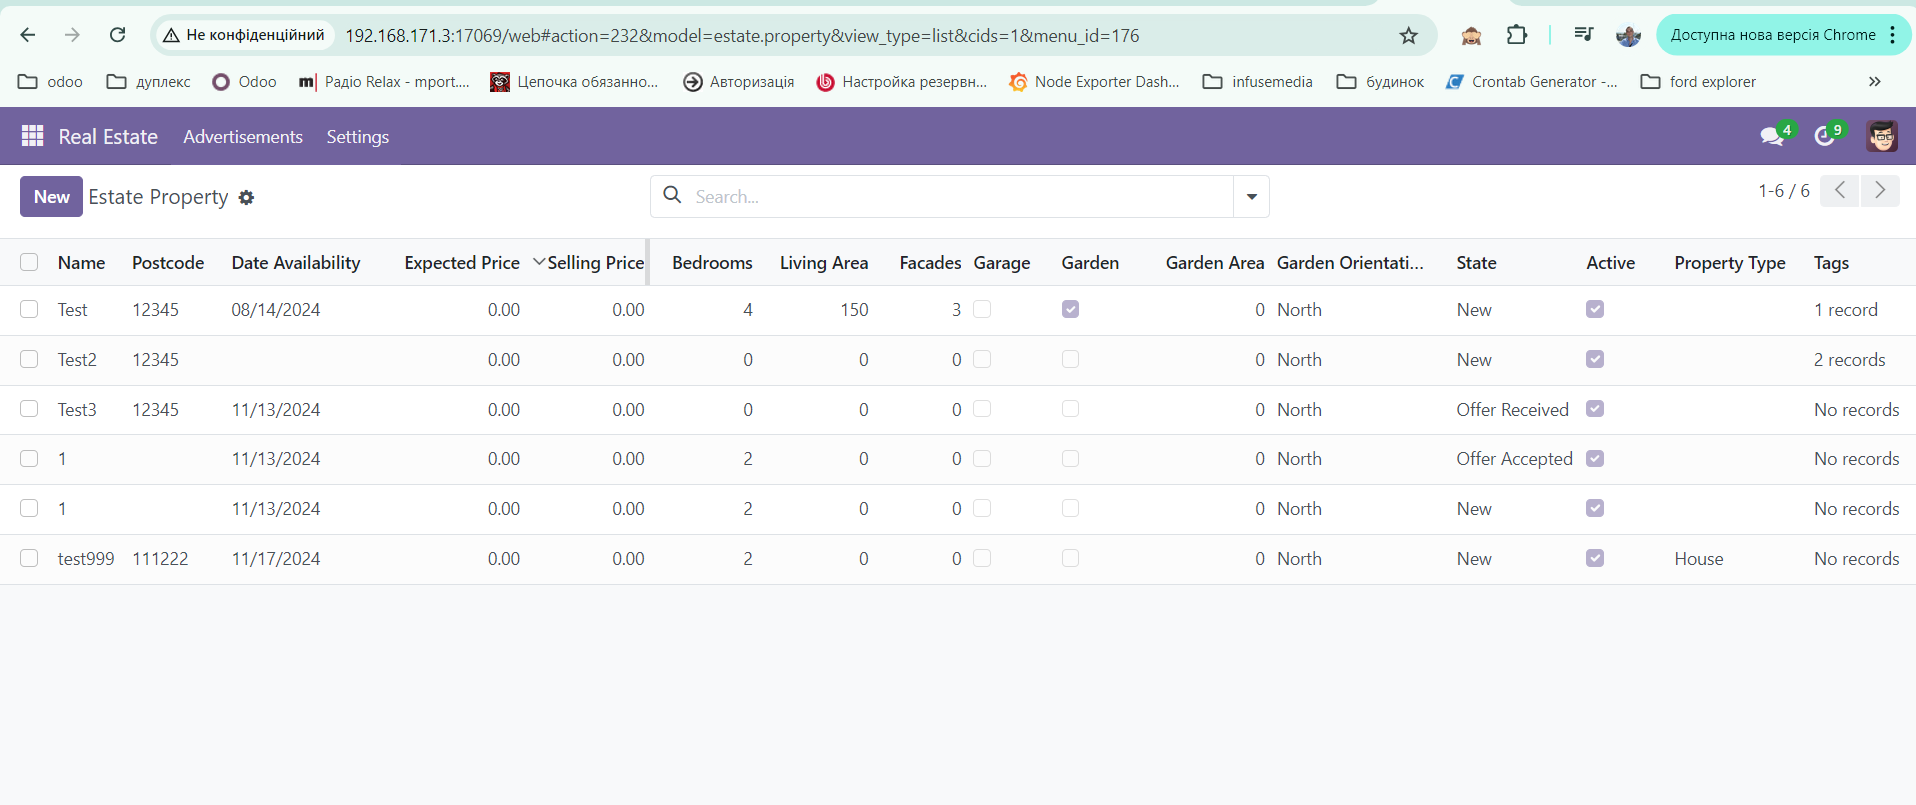 Не конфіденційний 192.168.171.3:17069/web#action=232&model=estate.property&view_type=list&cids=1&menu_id=176 Доступна нова версія Chrome
odoo дуплекс Odoo Радіо Relax - mport.... Цепочка обязанно... Авторизація Настройка резервн... Node Exporter Dash... infusemedia будинок Crontab Generator -... ford explorer »
Real Estate Advertisements Settings 4 9
New Estate Property Search... 1-6 / 6
Name Postcode Date Availability Expected Price Selling Price Bedrooms Living Area Facades Garage Garden Garden Area Garden Orientati... State Active Property Type Tags
Test 12345 08/14/2024 0.00 0.00 4 150 3 0 North New 1 record
Test2 12345 0.00 0.00 0 0 0 0 North New 2 records
Test3 12345 11/13/2024 0.00 0.00 0 0 0 0 North Offer Received No records
1 11/13/2024 0.00 0.00 2 0 0 0 North Offer Accepted No records
1 11/13/2024 0.00 0.00 2 0 0 0 North New No records
test999 111222 11/17/2024 0.00 0.00 2 0 0 0 North New House No records